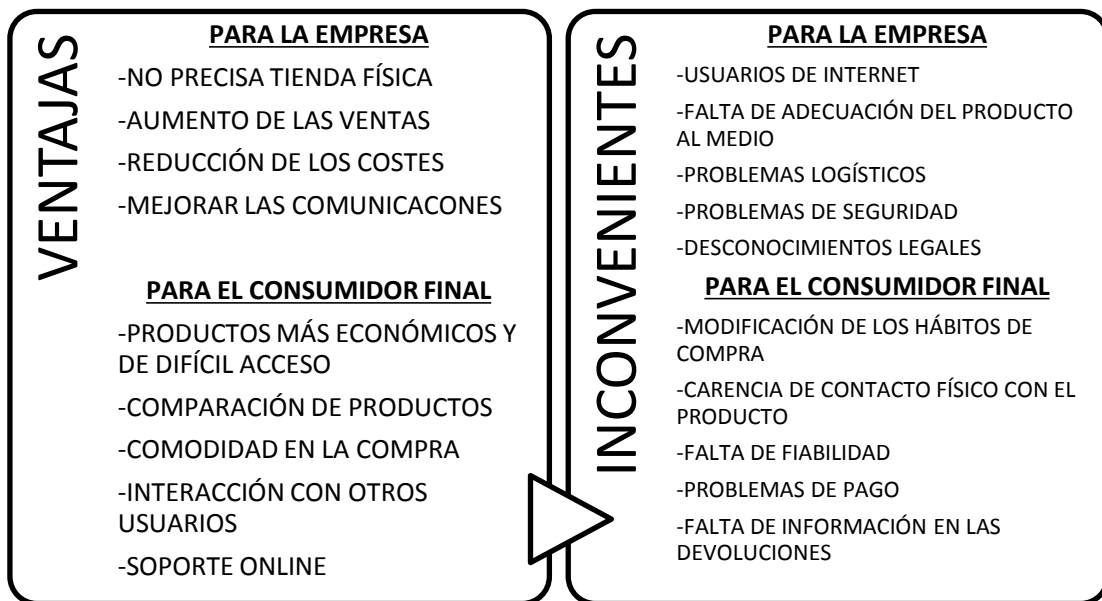 VENTAJAS
PARA LA EMPRESA
-NO PRECISA TIENDA FÍSICA
-AUMENTO DE LAS VENTAS
-REDUCCIÓN DE LOS COSTES
-MEJORAR LAS COMUNICACONES
PARA EL CONSUMIDOR FINAL
-PRODUCTOS MÁS ECONÓMICOS Y
DE DIFÍCIL ACCESO
-COMPARACIÓN DE PRODUCTOS
-COMODIDAD EN LA COMPRA
-INTERACCIÓN CON OTROS
USUARIOS
-SOPORTE ONLINE
INCONVENIENTES
PARA LA EMPRESA
-USUARIOS DE INTERNET
-FALTA DE ADECUACIÓN DEL PRODUCTO
AL MEDIO
-PROBLEMAS LOGÍSTICOS
-PROBLEMAS DE SEGURIDAD
-DESCONOCIMIENTOS LEGALES
PARA EL CONSUMIDOR FINAL
-MODIFICACIÓN DE LOS HÁBITOS DE
COMPRA
-CARENCIA DE CONTACTO FÍSICO CON EL
PRODUCTO
-FALTA DE FIABILIDAD
-PROBLEMAS DE PAGO
-FALTA DE INFORMACIÓN EN LAS
DEVOLUCIONES